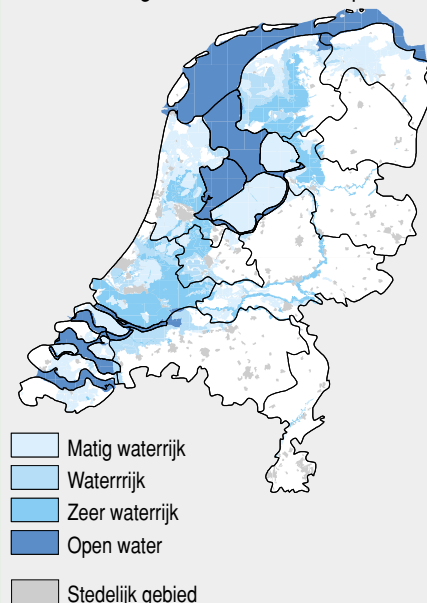 Matig waterrijk
Waterrrijk
Zeer waterrijk
Open water
Stedelijk gebied